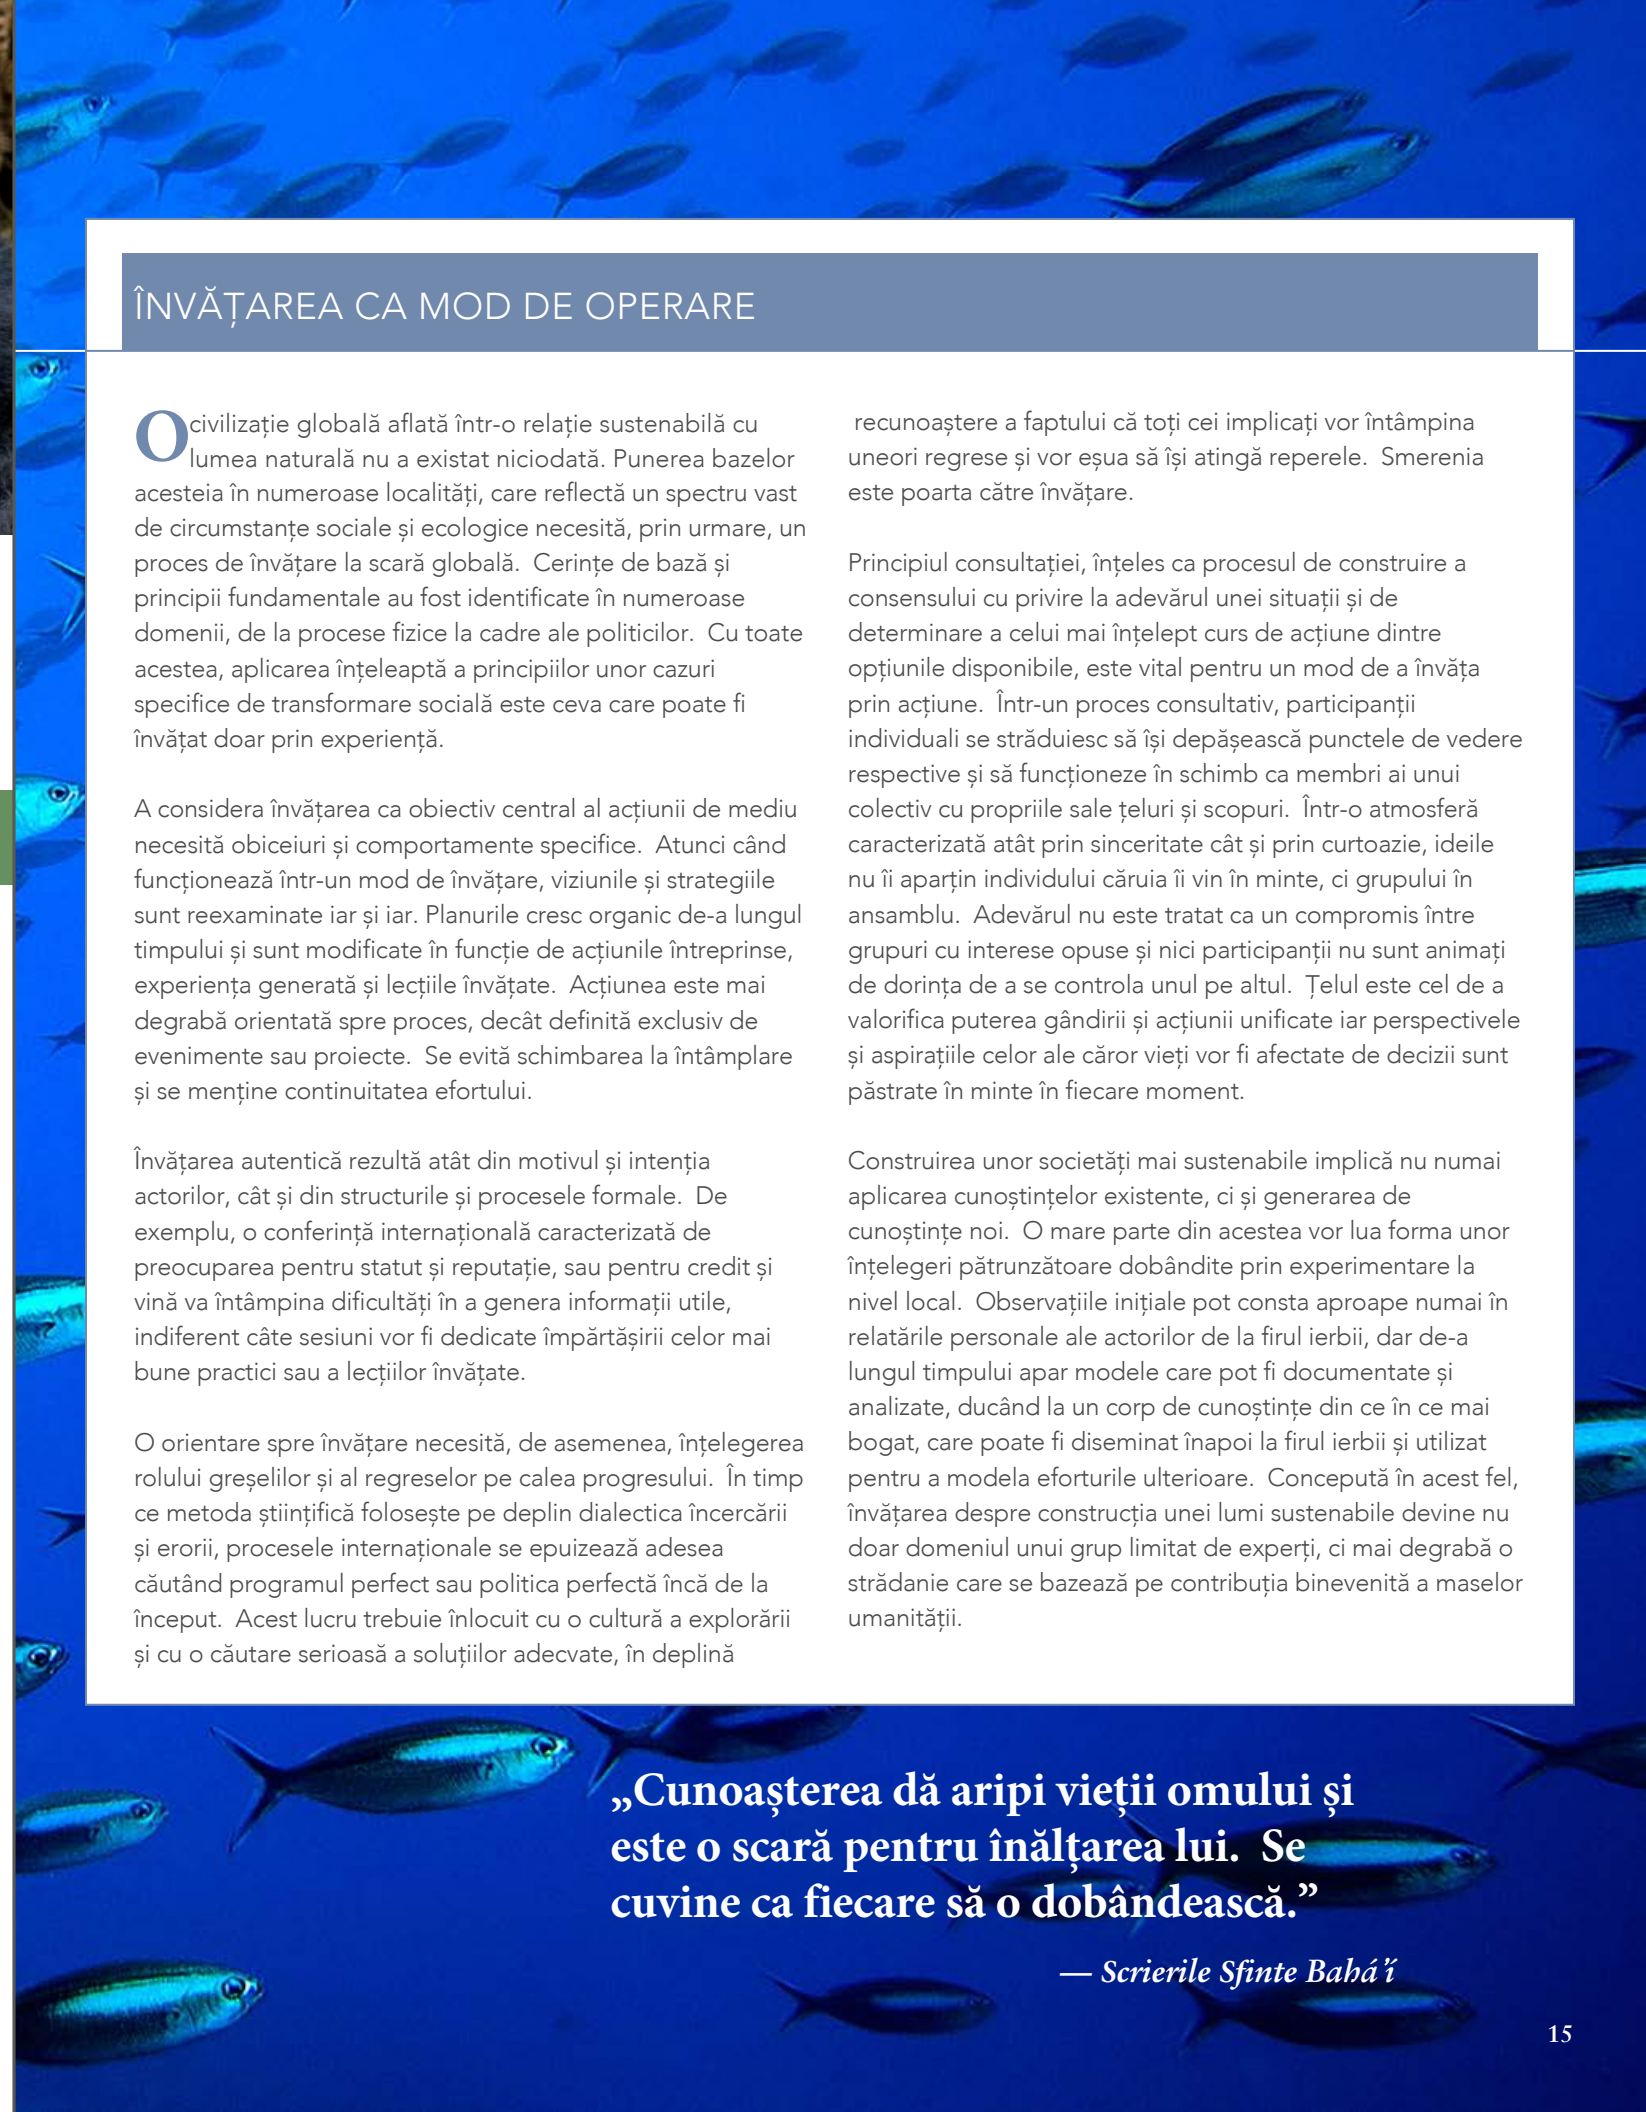 ÎNVĂȚAREA CA MOD DE OPERARE
O civilizație globală aflată într-o relație sustenabilă cu
lumea naturală nu a existat niciodată. Punerea bazelor
acesteia în numeroase localități, care reflectă un spectru vast
de circumstanțe sociale și ecologice necesită, prin urmare, un
proces de învățare la scară globală.  Cerințe de bază și
principii fundamentale au fost identificate în numeroase
domenii, de la procese fizice la cadre ale politicilor.  Cu toate
acestea, aplicarea înțeleaptă a principiilor unor cazuri
specifice de transformare socială este ceva care poate fi
învățat doar prin experiență.
A considera învățarea ca obiectiv central al acțiunii de mediu
necesită obiceiuri și comportamente specifice.  Atunci când
funcționează într-un mod de învățare, viziunile și strategiile
sunt reexaminate iar și iar. Planurile cresc organic de-a lungul
timpului și sunt modificate în funcție de acțiunile întreprinse,
experiența generată și lecțiile învățate.  Acțiunea este mai
degrabă orientată spre proces, decât definită exclusiv de
evenimente sau proiecte.  Se evită schimbarea la întâmplare
și se menține continuitatea efortului.
Învățarea autentică rezultă atât din motivul și intenția
actorilor, cât și din structurile și procesele formale.  De
exemplu, o conferință internațională caracterizată de
preocuparea pentru statut și reputație, sau pentru credit și
vină va întâmpina dificultăți în a genera informații utile,
indiferent câte sesiuni vor fi dedicate împărtășirii celor mai
bune practici sau a lecțiilor învățate.
O orientare spre învățare necesită, de asemenea, înțelegerea
rolului greșelilor și al regreselor pe calea progresului.  În timp
ce metoda științifică folosește pe deplin dialectica încercării
și erorii, procesele internaționale se epuizează adesea
căutând programul perfect sau politica perfectă încă de la
început.  Acest lucru trebuie înlocuit cu o cultură a explorării
și cu o căutare serioasă a soluțiilor adecvate, în deplină
recunoaștere a faptului că toți cei implicați vor întâmpina
uneori regrese și vor eșua să își atingă reperele.  Smerenia
este poarta către învățare.
Principiul consultației, înțeles ca procesul de construire a
consensului cu privire la adevărul unei situații și de
determinare a celui mai înțelept curs de acțiune dintre
opțiunile disponibile, este vital pentru un mod de a învăța
prin acțiune.  Într-un proces consultativ, participanții
individuali se străduiesc să își depășească punctele de vedere
respective și să funcționeze în schimb ca membri ai unui
colectiv cu propriile sale țeluri și scopuri.  Într-o atmosferă
caracterizată atât prin sinceritate cât și prin curtoazie, ideile
nu îi aparțin individului căruia îi vin în minte, ci grupului în
ansamblu.  Adevărul nu este tratat ca un compromis între
grupuri cu interese opuse și nici participanții nu sunt animați
de dorința de a se controla unul pe altul.  Țelul este cel de a
valorifica puterea gândirii și acțiunii unificate iar perspectivele
și aspirațiile celor ale căror vieți vor fi afectate de decizii sunt
păstrate în minte în fiecare moment.
Construirea unor societăți mai sustenabile implică nu numai
aplicarea cunoștințelor existente, ci și generarea de
cunoștințe noi.  O mare parte din acestea vor lua forma unor
înțelegeri pătrunzătoare dobândite prin experimentare la
nivel local.  Observațiile inițiale pot consta aproape numai în
relatările personale ale actorilor de la firul ierbii, dar de-a
lungul timpului apar modele care pot fi documentate și
analizate, ducând la un corp de cunoștințe din ce în ce mai
bogat, care poate fi diseminat înapoi la firul ierbii și utilizat
pentru a modela eforturile ulterioare.  Concepută în acest fel,
învățarea despre construcția unei lumi sustenabile devine nu
doar domeniul unui grup limitat de experți, ci mai degrabă o
strădanie care se bazează pe contribuția binevenită a maselor
umanității.
„Cunoașterea dă aripi vieții omului și
este o scară pentru înălțarea lui.  Se
cuvine ca fiecare să o dobândească.”
— Scrierile Sfinte Bahá’í
15